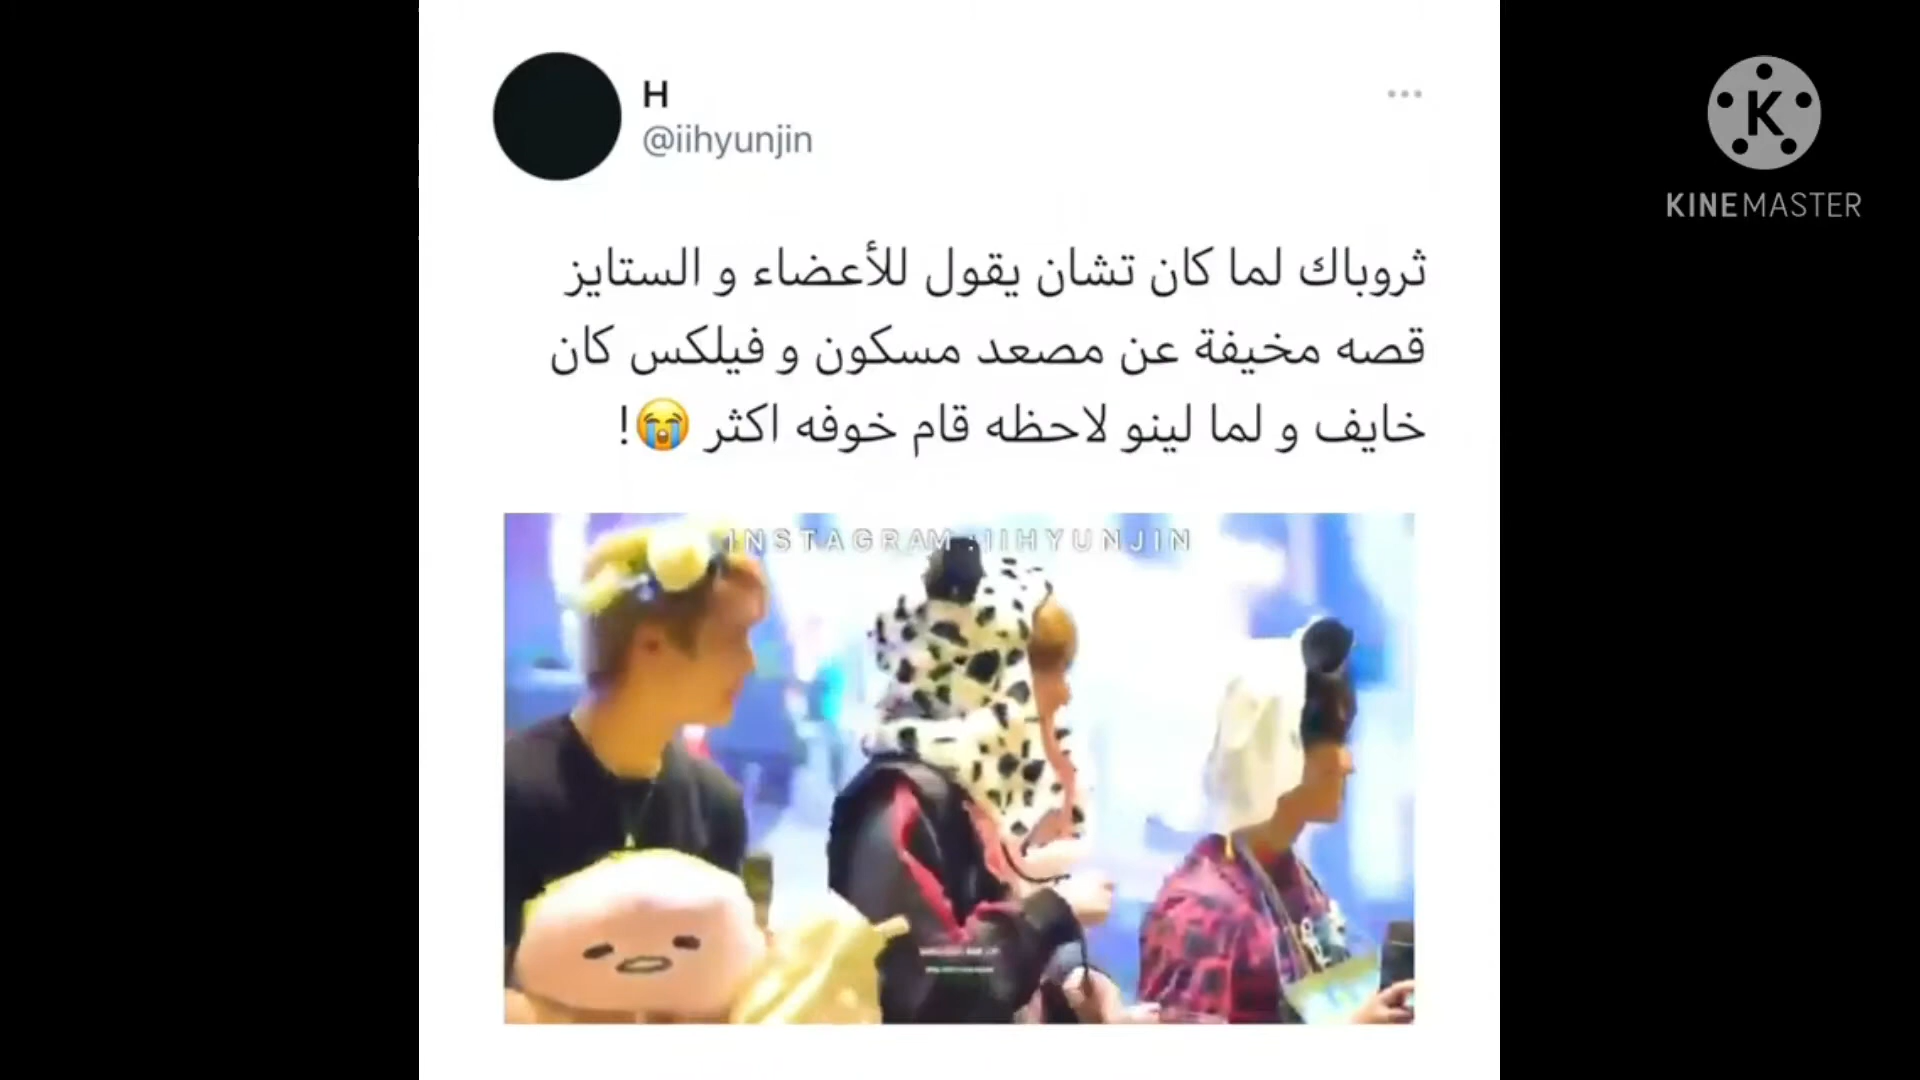 H
@iihyunjin
KINEMASTER
ثروباك لما كان تشان يقول للأعضاء و الستايز
قصه مخيفة عن مصعد مسكون و فيلكس كان
خايف و لما لينو لاحظه قام خوفه اكثر 😭!
INSTAGRAM :IIHYUNJIN